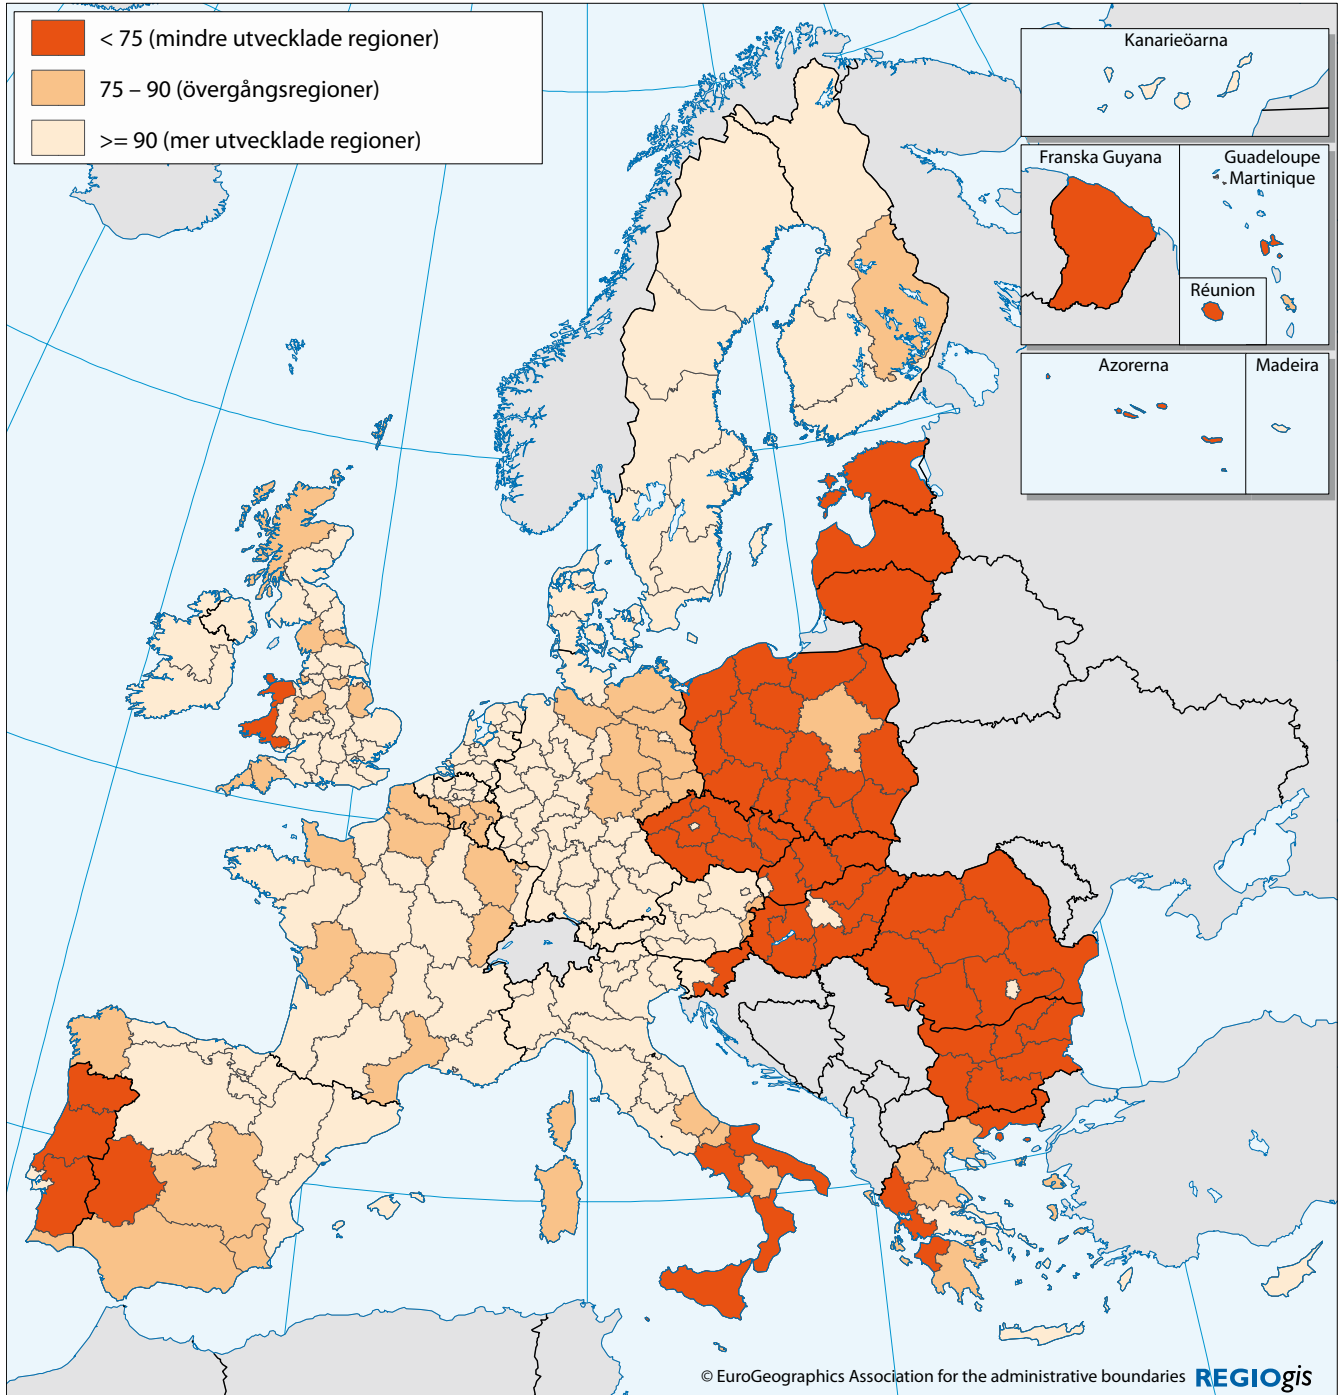 < 75 (mindre utvecklade regioner)
75 – 90 (övergångsregioner)
>= 90 (mer utvecklade regioner)
Kanarieöarna
Franska Guyana
Guadeloupe
Martinique
Réunion
Azorerna
Madeira
© EuroGeographics Association for the administrative boundaries
REGIOgis